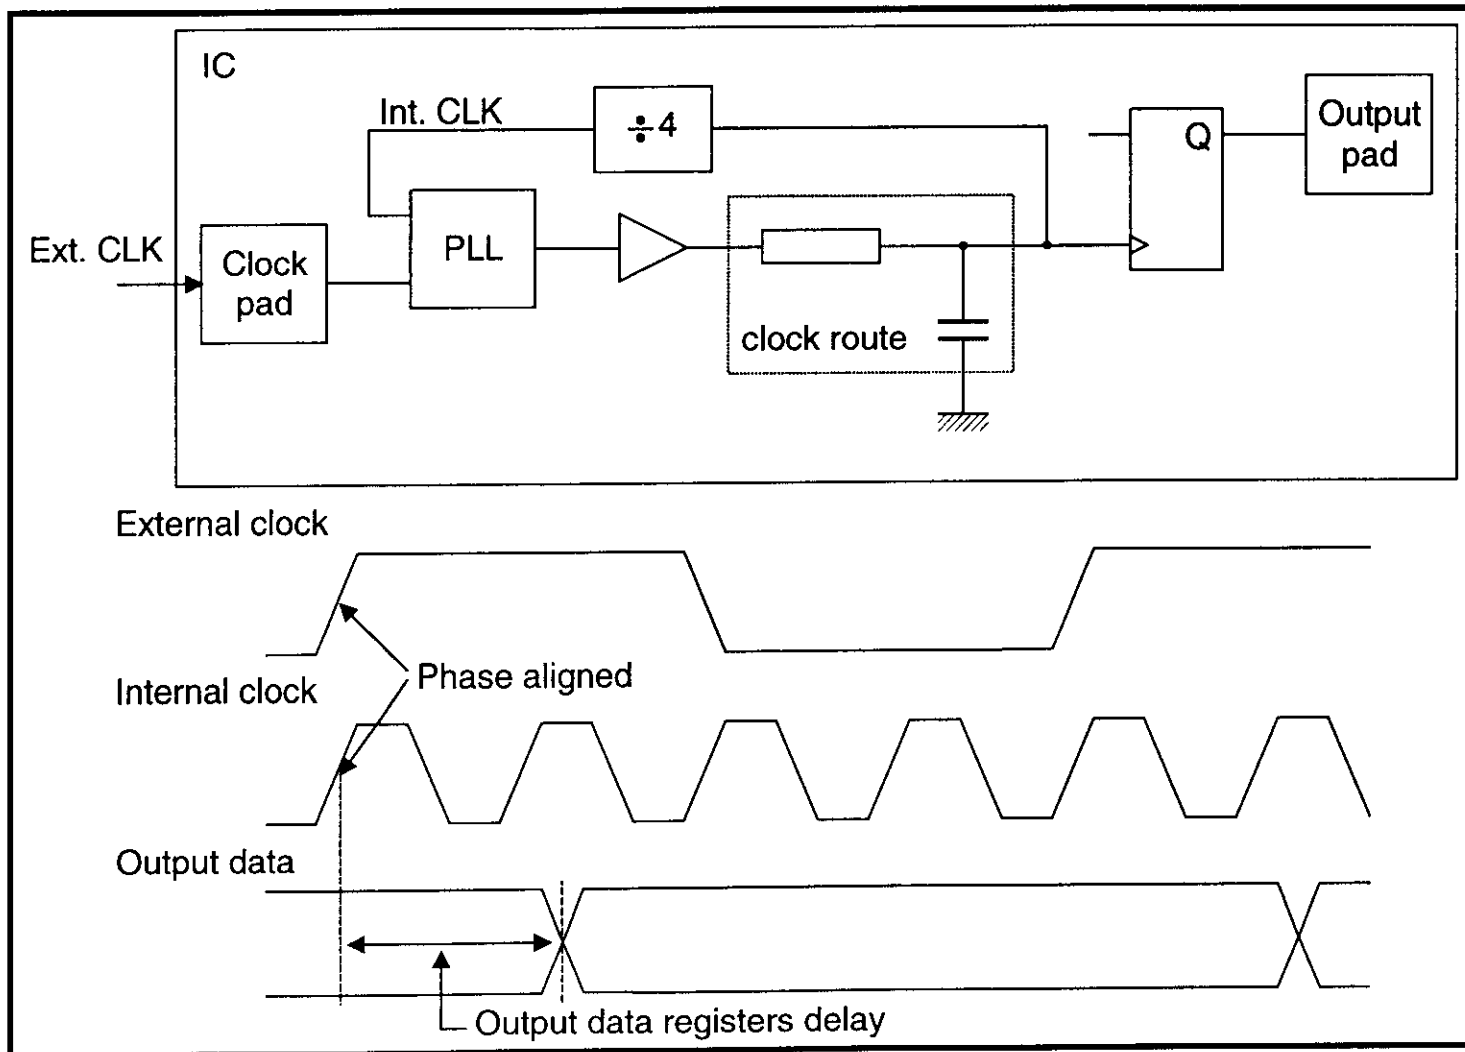 IC
Int. CLK
÷4
Output
pad
Q
Ext. CLK
Clock
pad
PLL
clock route
External clock
Phase aligned
Internal clock
Output data
Output data registers delay